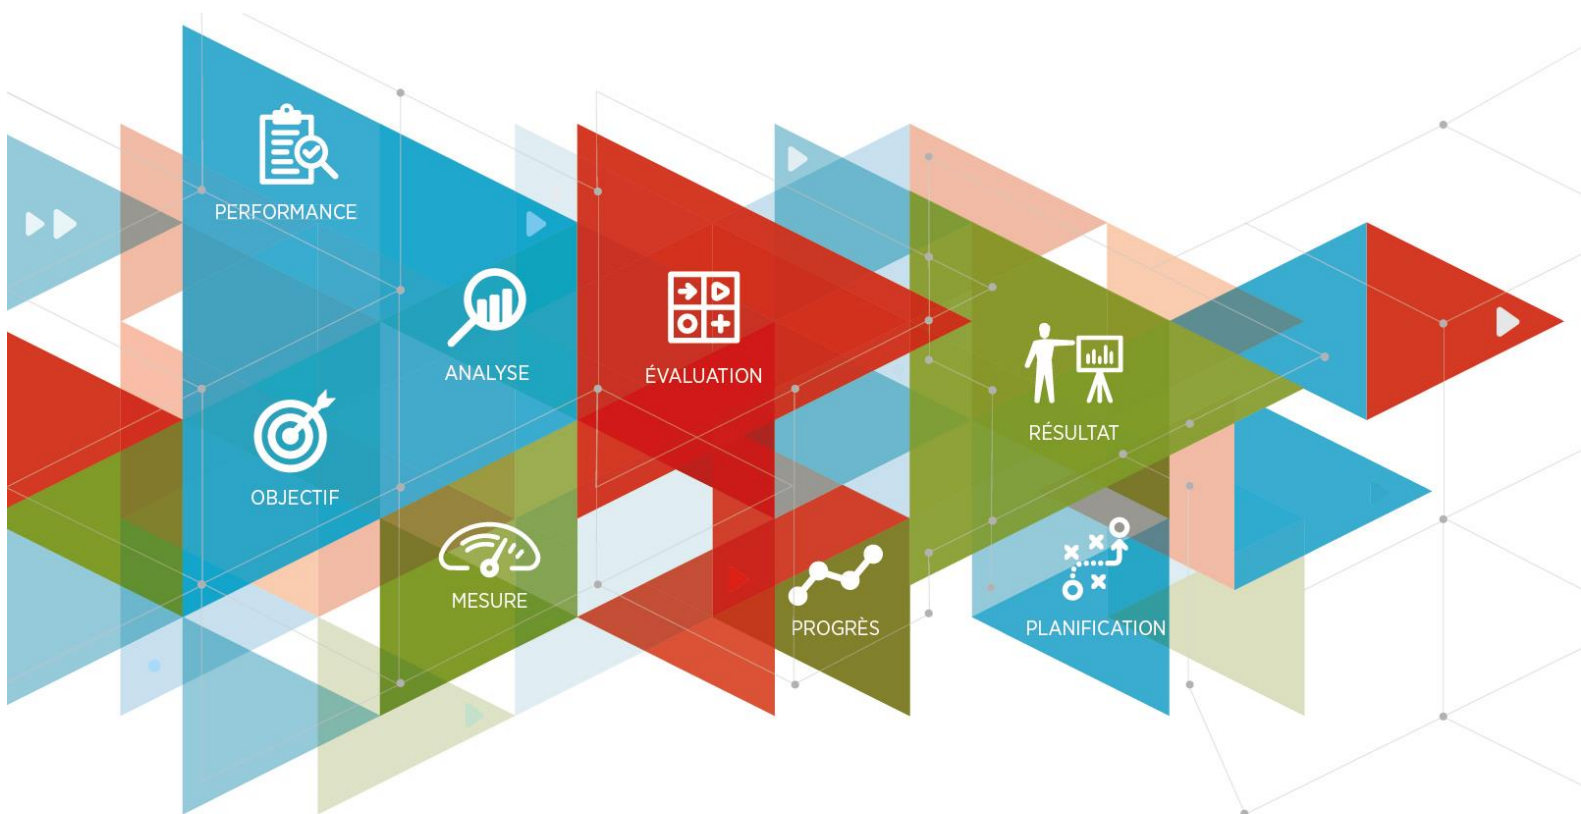 PERFORMANCE
ANALYSE
ÉVALUATION
OBJECTIF
RÉSULTAT
MESURE
PROGRÈS
PLANIFICATION